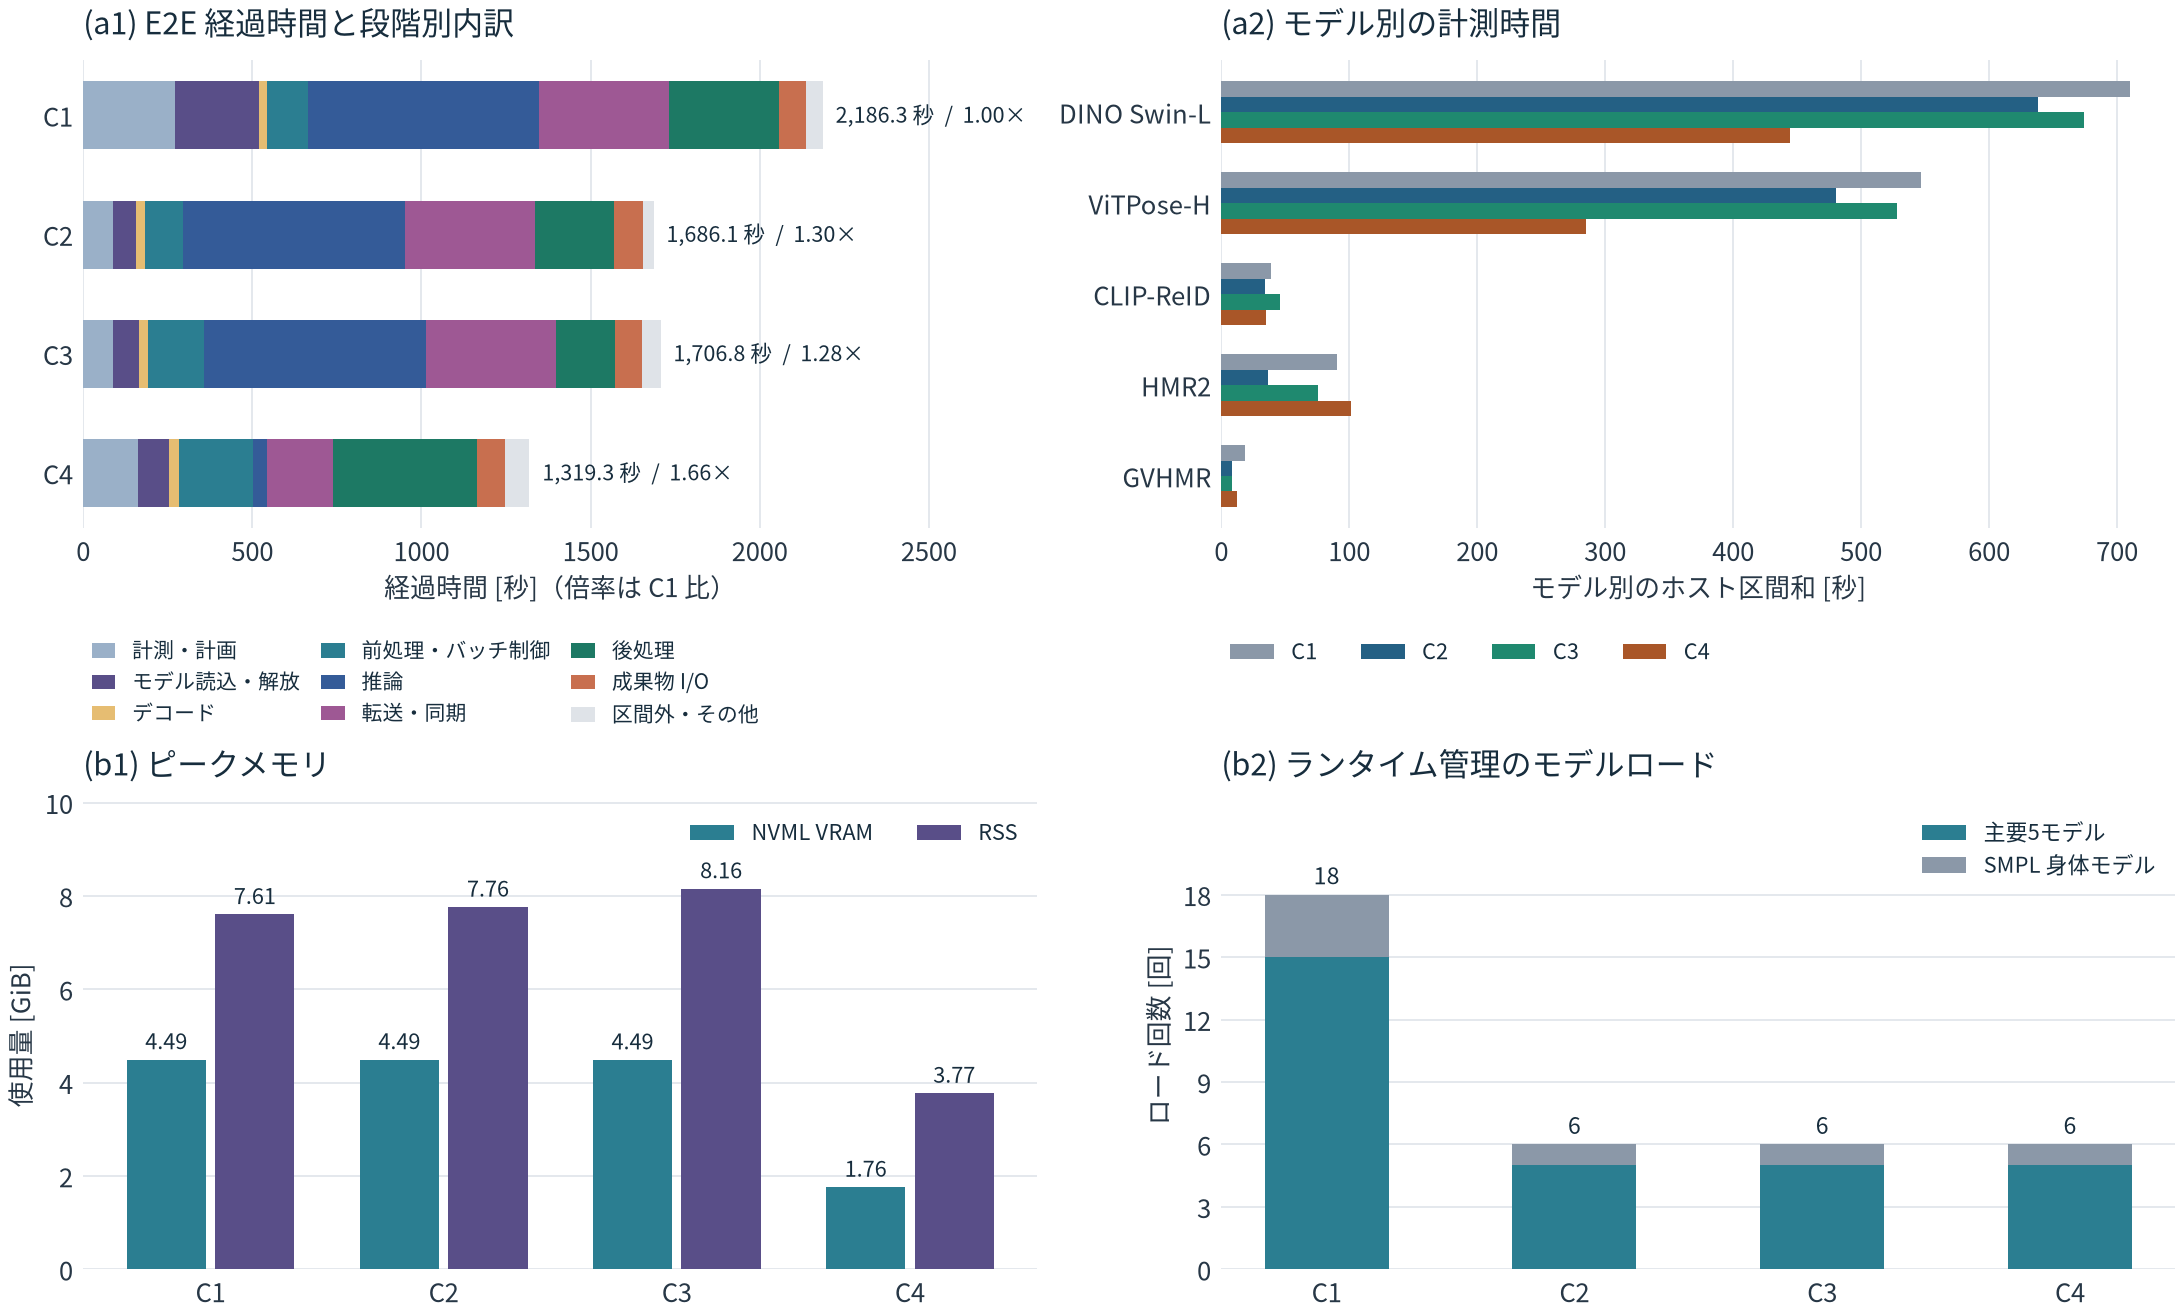 (a1) E2E 経過時間と段階別内訳
C1
2,186.3 秒 / 1.00×
C2
1,686.1 秒 / 1.30×
C3
1,706.8 秒 / 1.28×
C4
1,319.3 秒 / 1.66×
0 500 1000 1500 2000 2500
経過時間 [秒]（倍率は C1 比）
計測・計画 前処理・バッチ制御 後処理
モデル読込・解放 推論 成果物 I/O
デコード 転送・同期 区間外・その他
(a2) モデル別の計測時間
DINO Swin-L
ViTPose-H
CLIP-ReID
HMR2
GVHMR
0 100 200 300 400 500 600 700
モデル別のホスト区間和 [秒]
C1 C2 C3 C4
(b1) ピークメモリ
NVML VRAM RSS
使用量 [GiB]
10
8
6
4
2
0
4.49 7.61 4.49 7.76 4.49 8.16 1.76 3.77
C1 C2 C3 C4
(b2) ランタイム管理のモデルロード
主要5モデル
SMPL 身体モデル
ロード回数 [回]
18
15
12
9
6
3
0
18 6 6 6
C1 C2 C3 C4